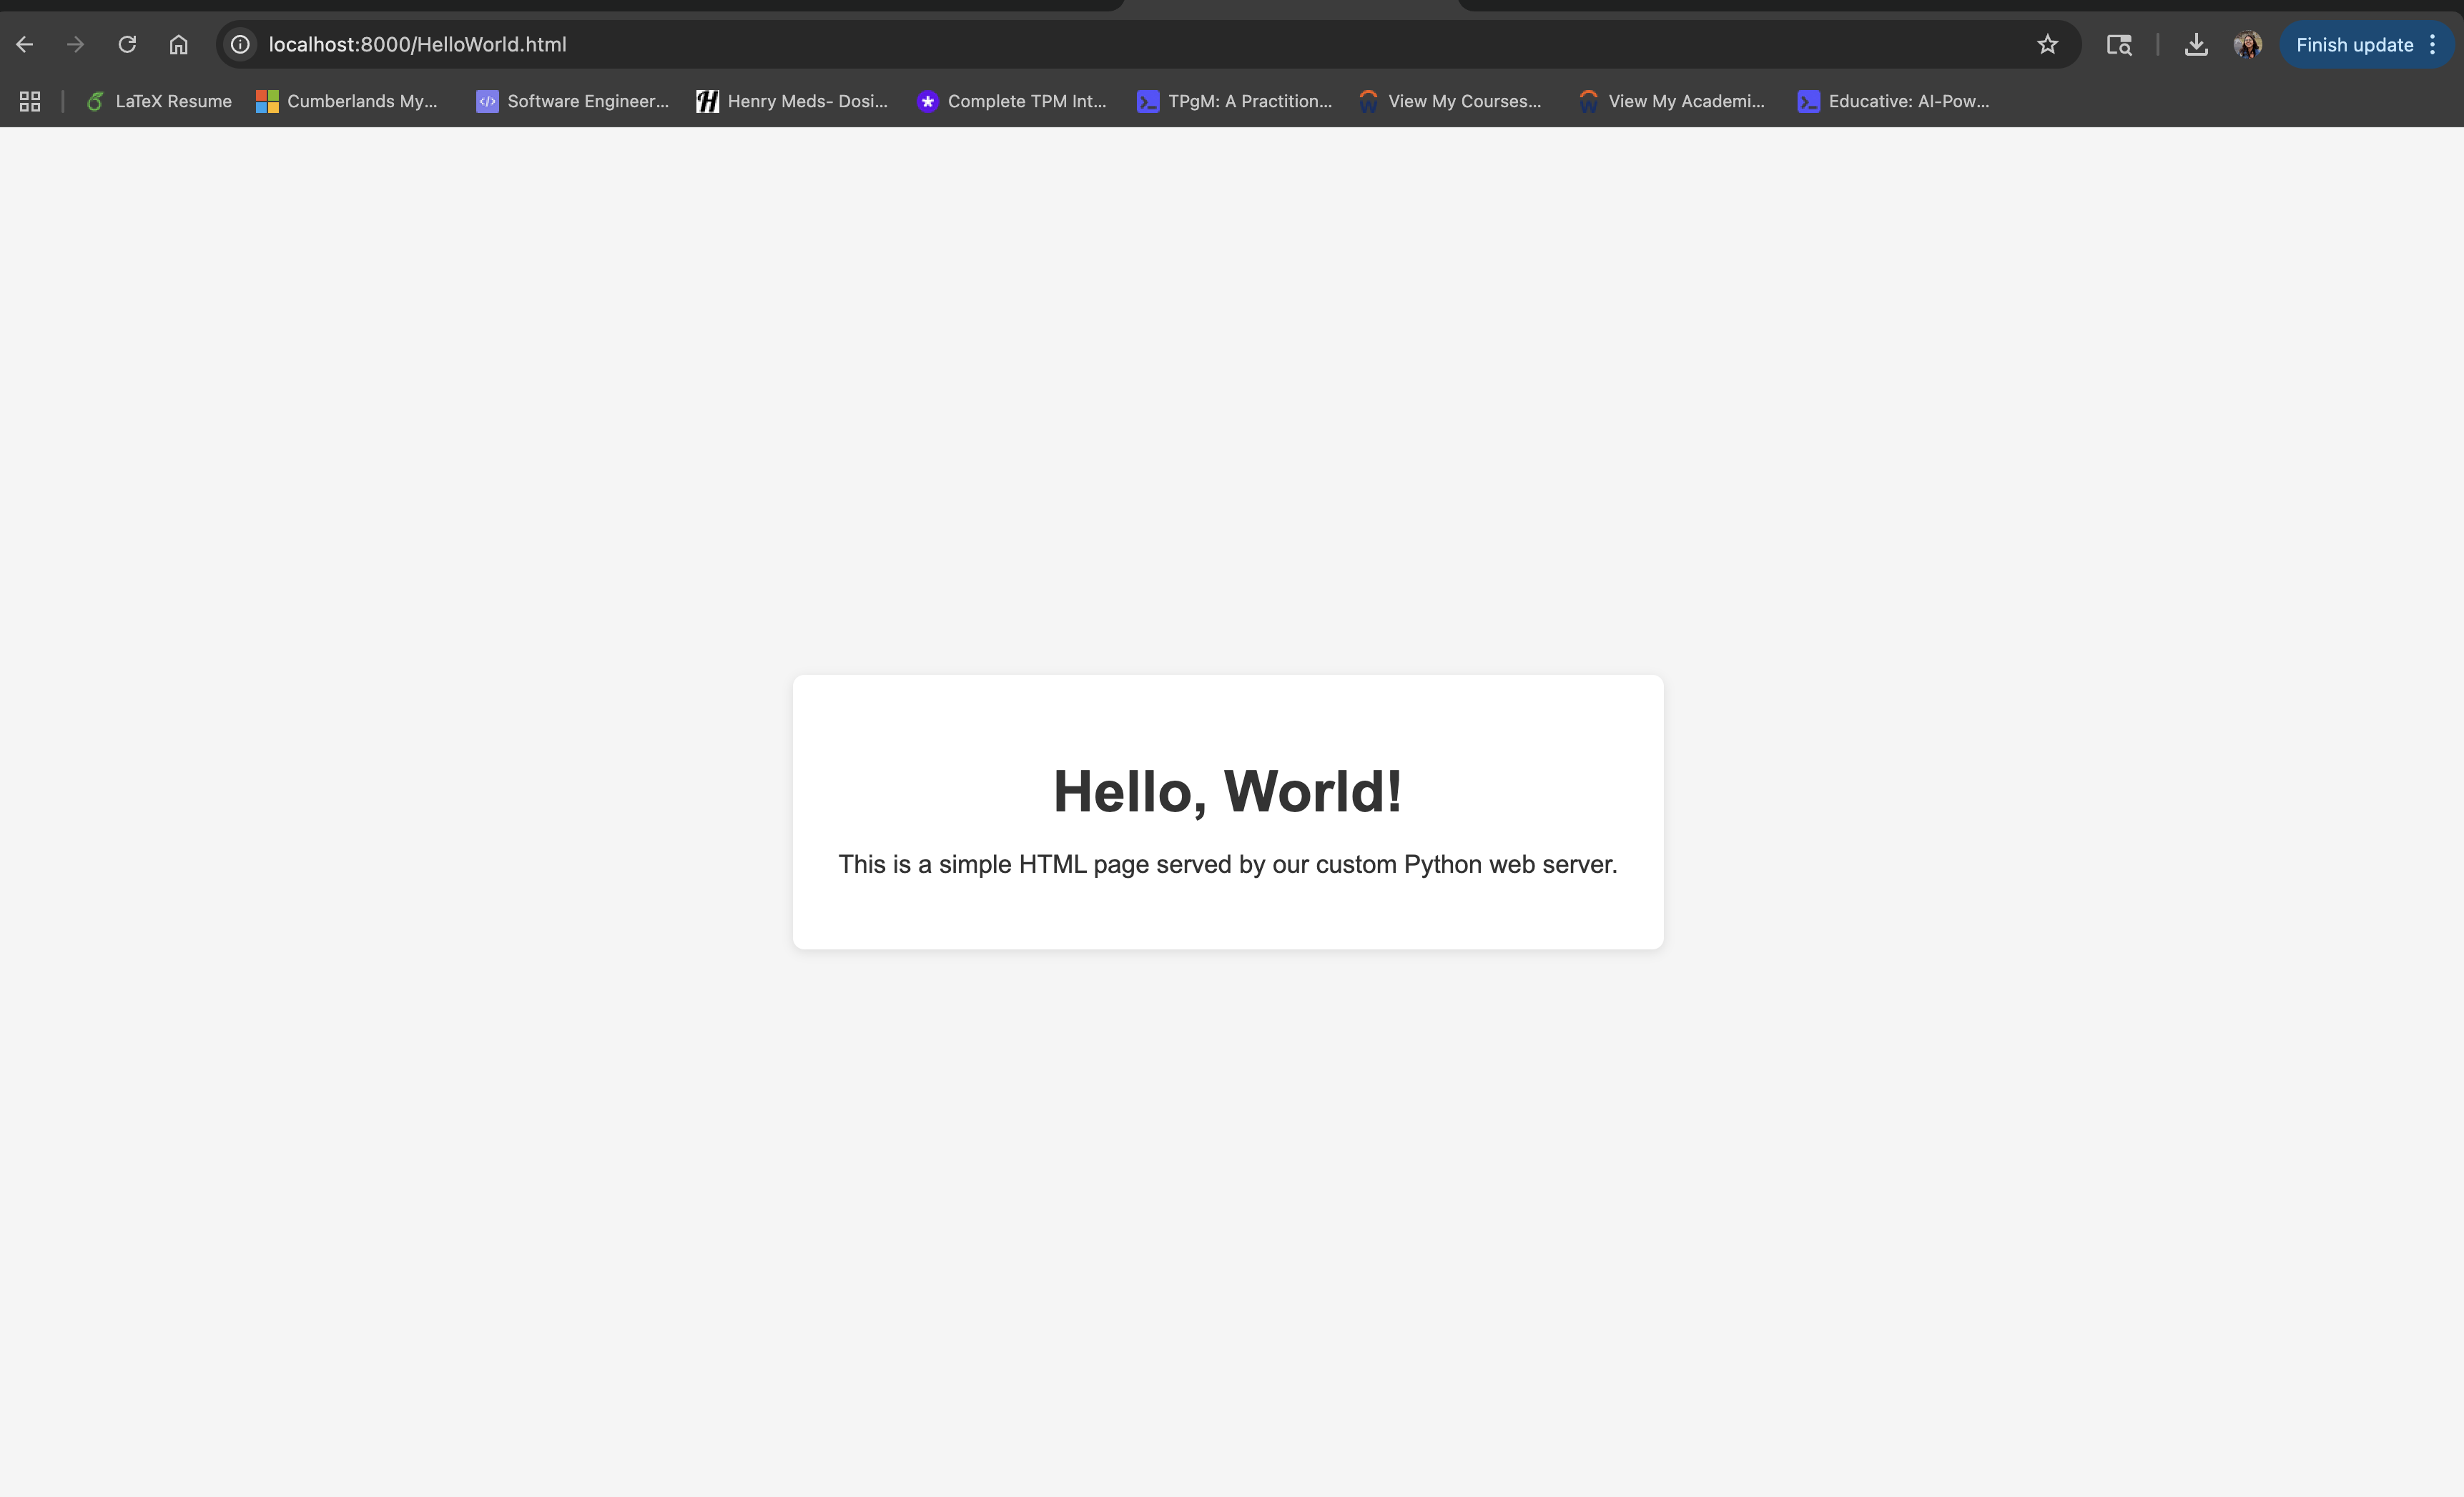 localhost:8000/HelloWorld.html
Finish update
LaTeX Resume
Cumberlands My...
Software Engineer...
Henry Meds- Dosi...
Complete TPM Int...
TPgM: A Practition...
View My Courses...
View My Academi...
Educative: AI-Pow...
Hello, World!
This is a simple HTML page served by our custom Python web server.